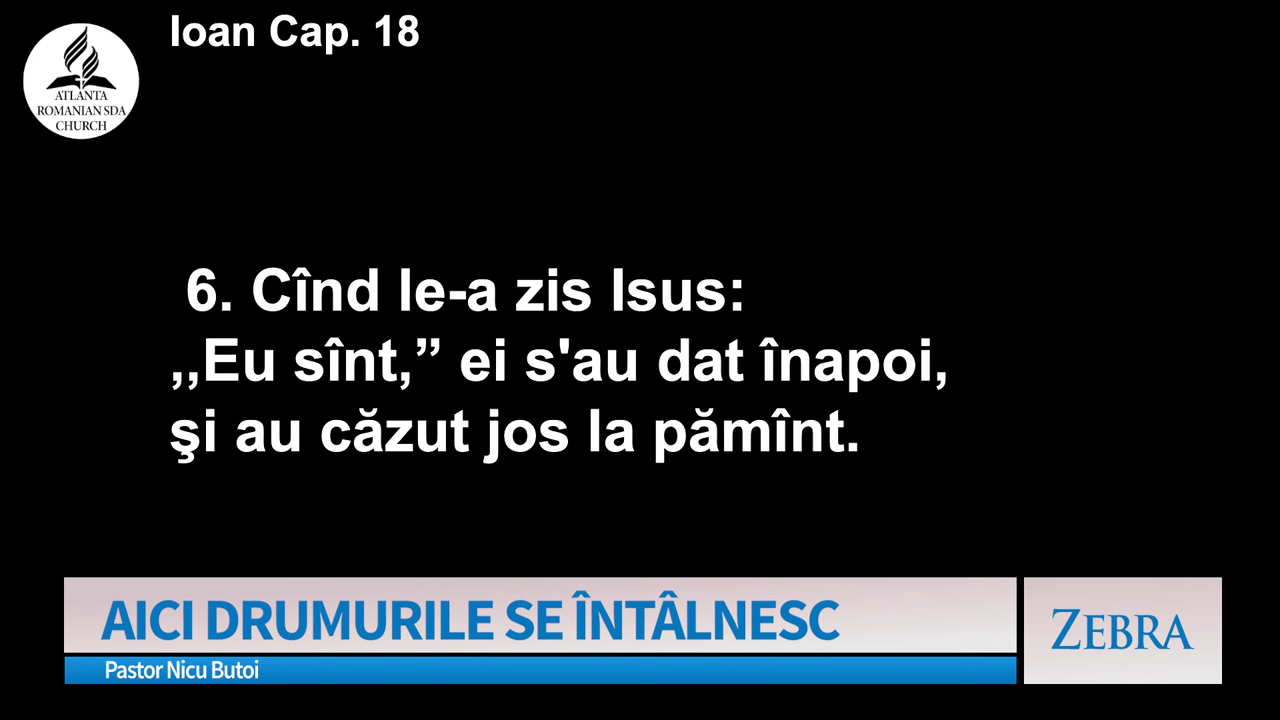 Ioan Cap. 18
ATLANTA
ROMANIAN SDA
CHURCH
6. Cînd le-a zis Isus:
,,Eu sînt,” ei s'au dat înapoi,
şi au căzut jos la pămînt.
AICI DRUMURILE SE ÎNTÂLNESC
Pastor Nicu Butoi
ZEBRA